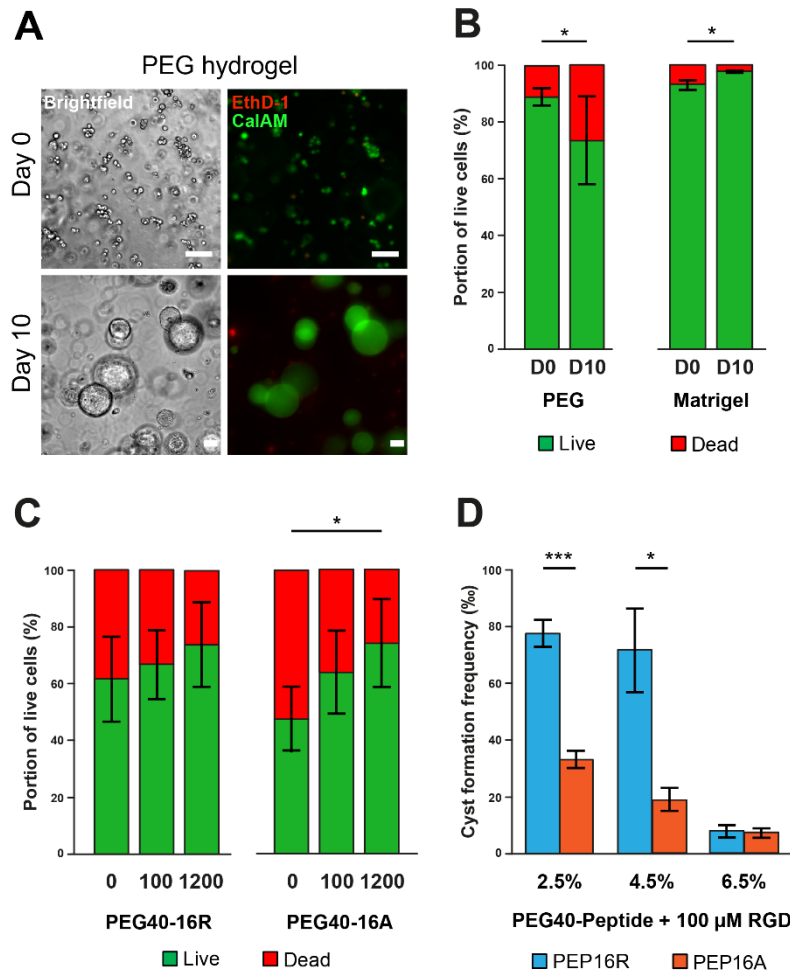 A
PEG hydrogel
Brightfield
EthD-1
CalAM
Day 0
Day 10
B
Portion of live cells (%)
100
80
60
40
20
0
*
*
D0 D10 D0 D10
PEG Matrigel
Live Dead
C
Portion of live cells (%)
100
80
60
40
20
0
*
0 100 1200 0 100 1200
PEG40-16R PEG40-16A
Live Dead
D
Cyst formation frequency (‰)
100
80
60
40
20
0
*** *
2.5% 4.5% 6.5%
PEG40-Peptide + 100 µM RGD
PEP16R PEP16A